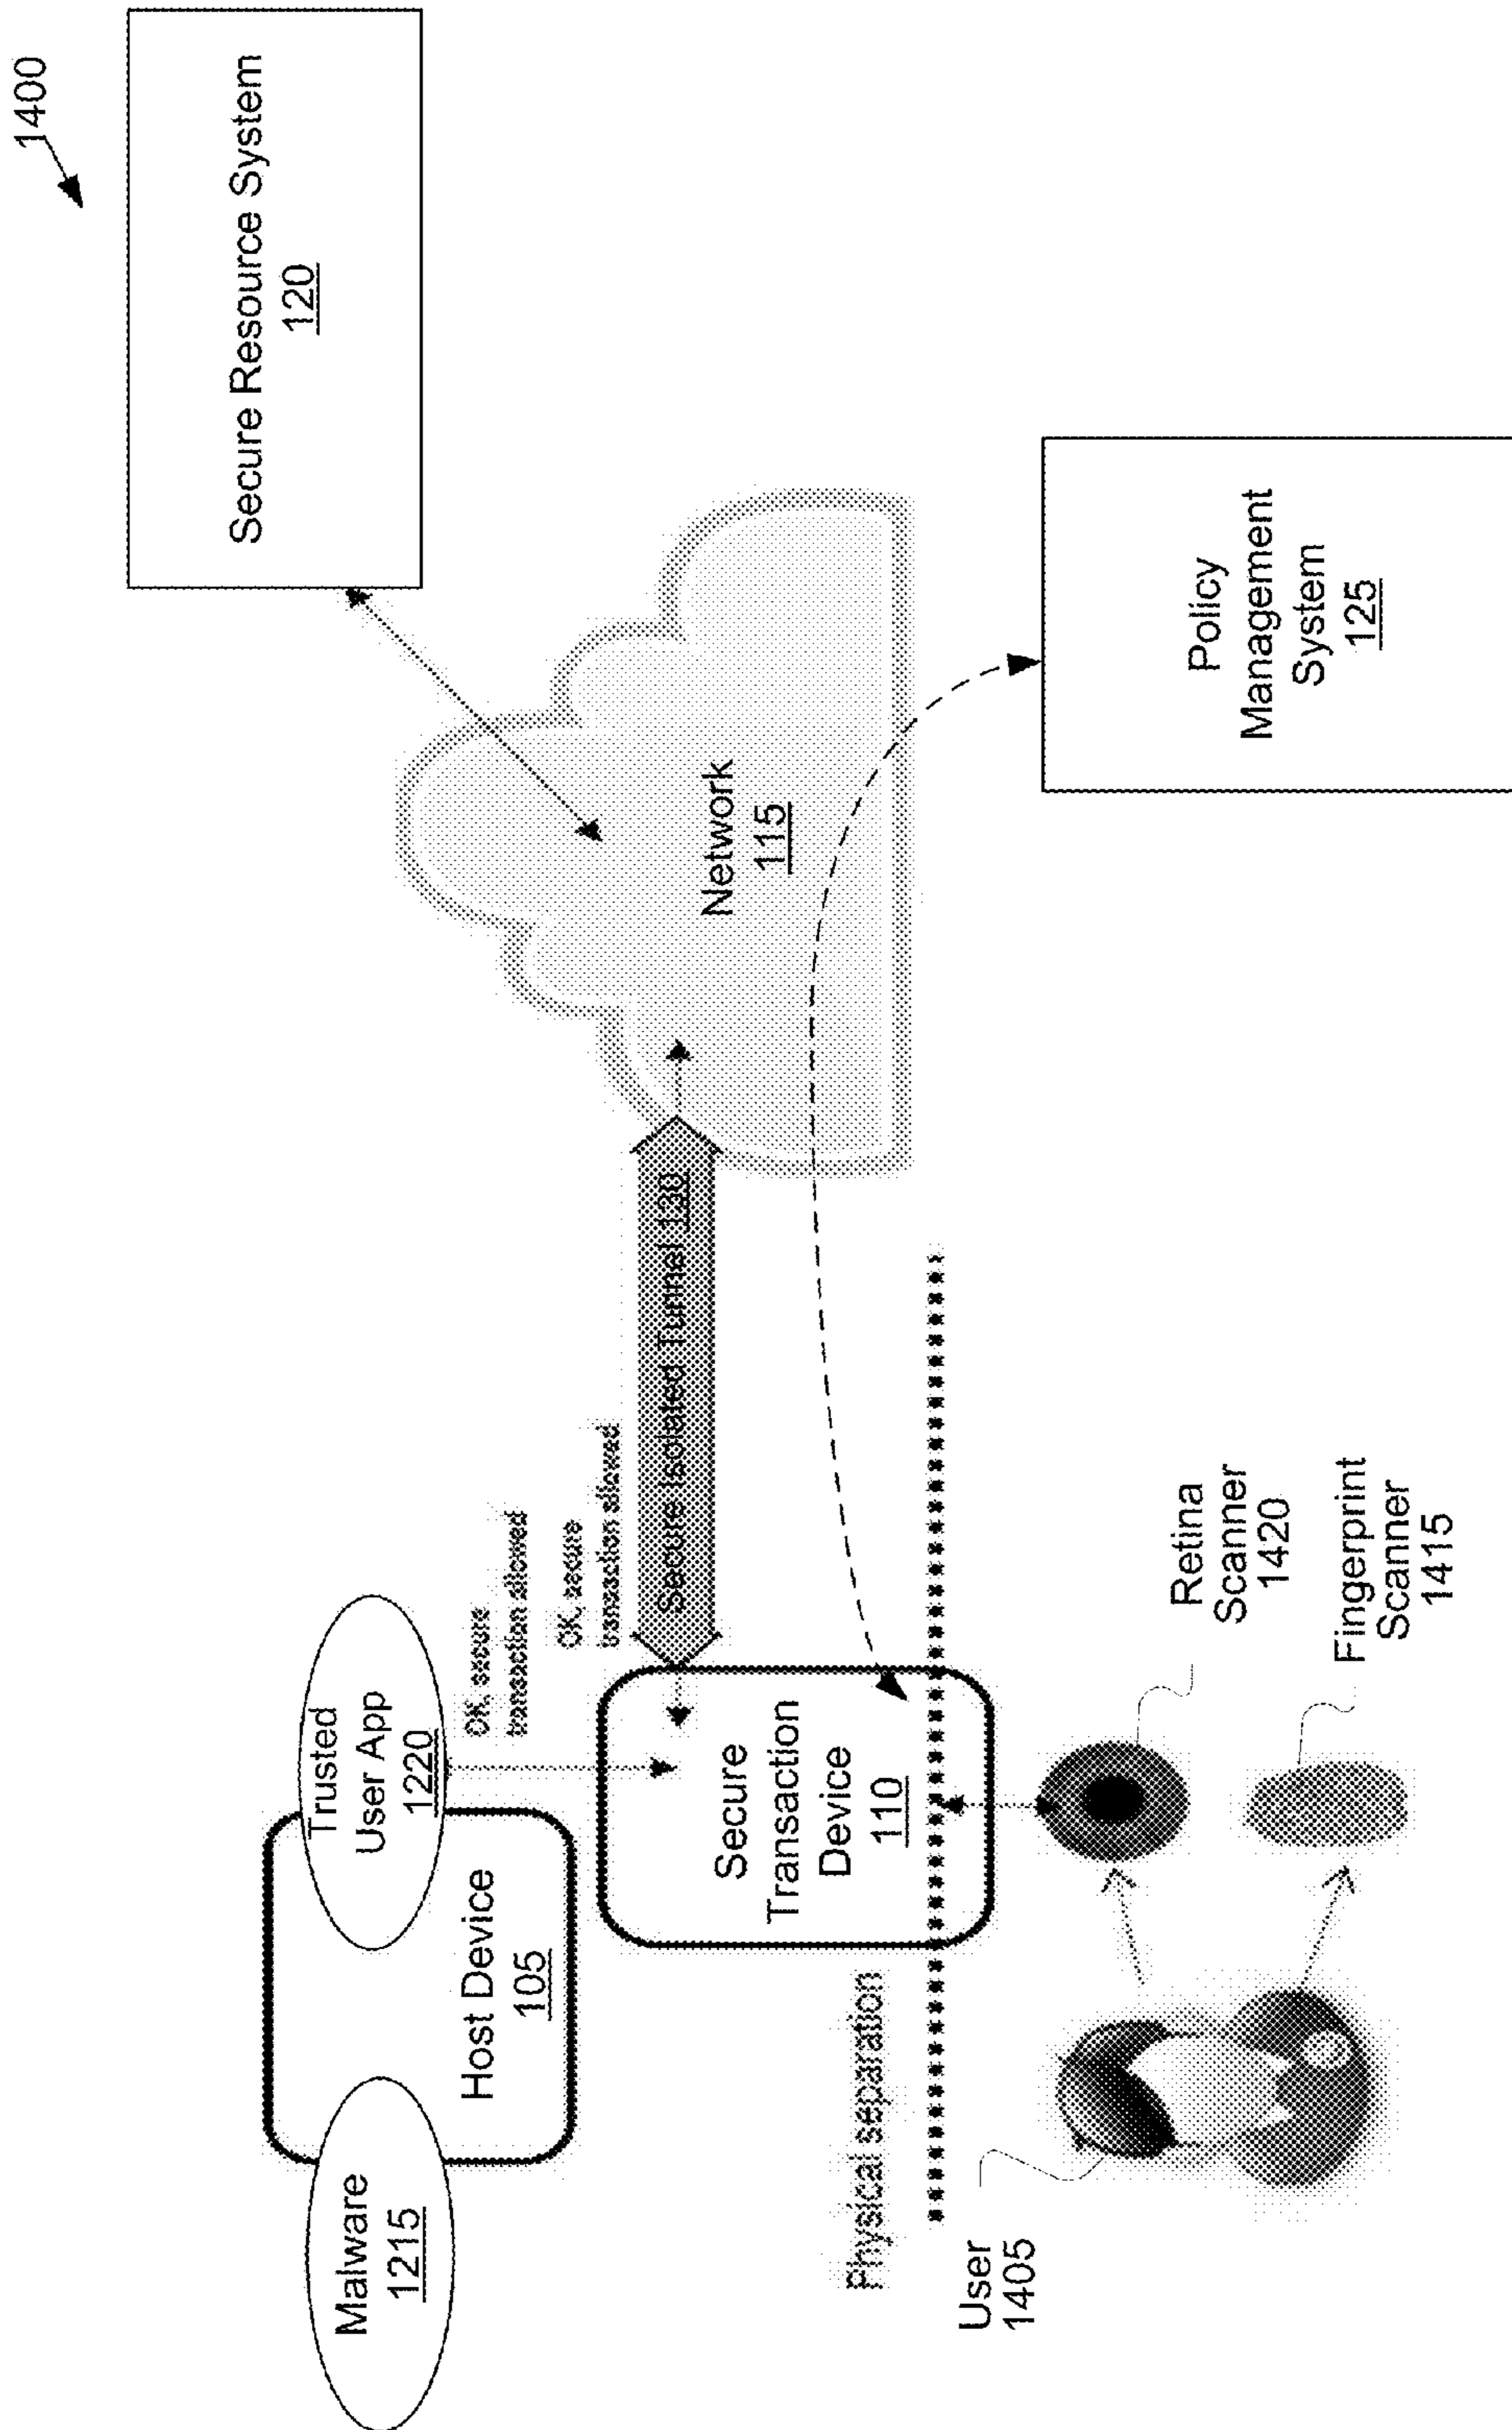 1400
Malware
1215
Trusted
User App
1220
Host Device
105
OK, secure
transaction allowed
OK, secure
transaction allowed
Secure Isolated Tunnel 130
Secure
Transaction
Device
110
Physical separation
Network
115
Secure Resource System
120
Policy
Management
System
125
User
1405
Retina
Scanner
1420
Fingerprint
Scanner
1415